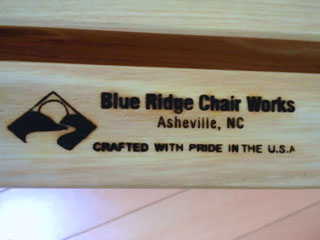 Blue Ridge Chair Works
Asheville, NC
CRAFTED WITH PRIDE IN THE U.S.A